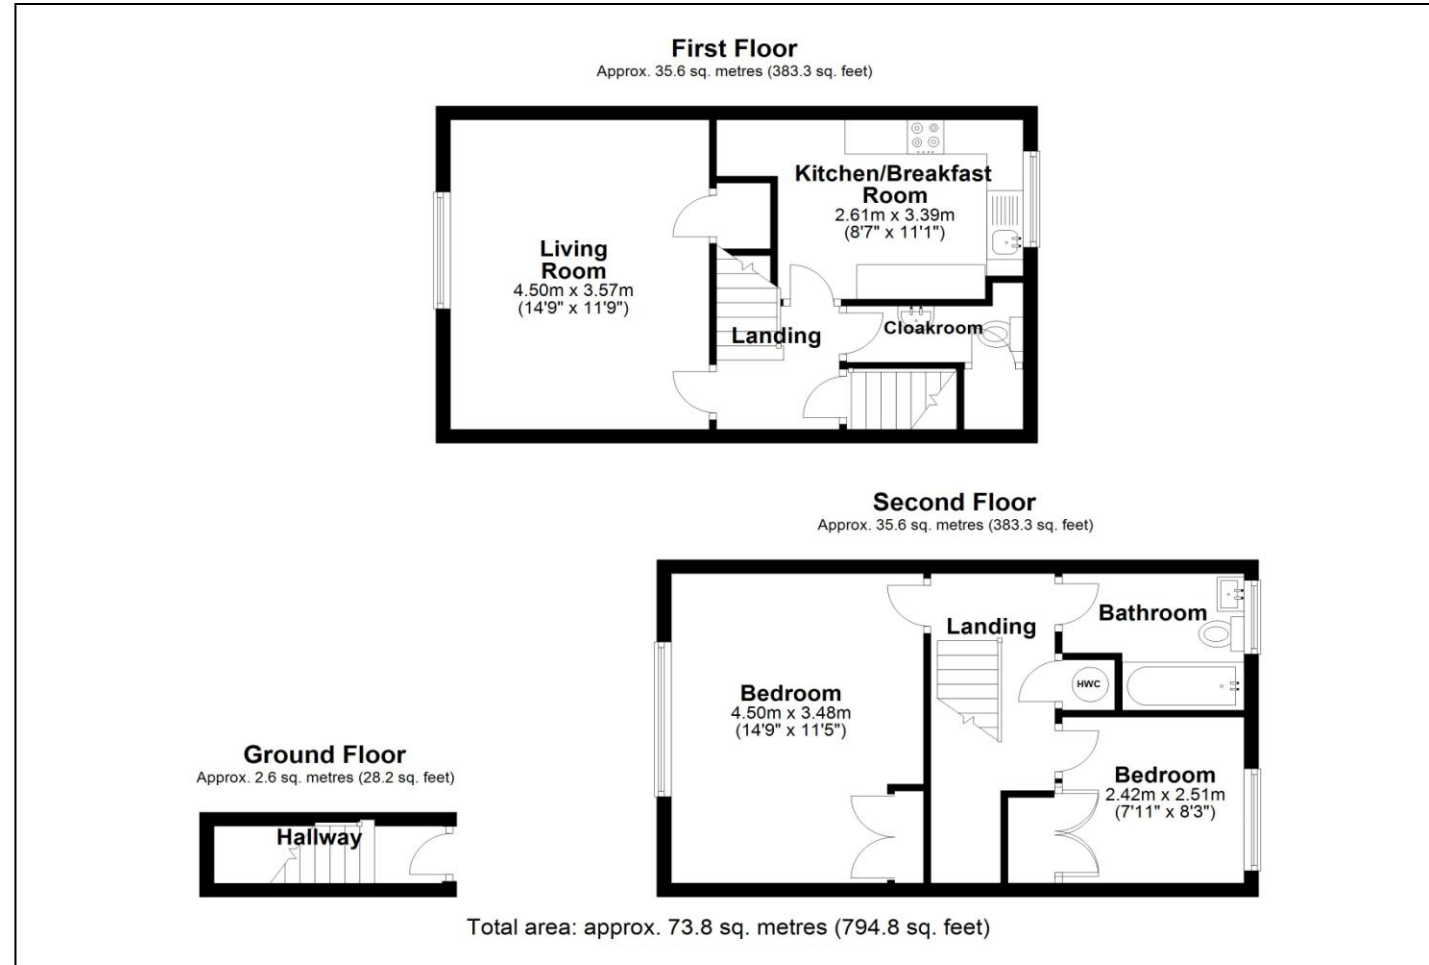 First Floor
Approx. 35.6 sq. metres (383.3 sq. feet)
Kitchen/Breakfast
Room
2.61m x 3.39m
(8'7" x 11'1")
Living
Room
4.50m x 3.57m
(14'9" x 11'9")
Landing
Cloakroom
Second Floor
Approx. 35.6 sq. metres (383.3 sq. feet)
Landing
Bathroom
HWC
Bedroom
4.50m x 3.48m
(14'9" x 11'5")
Bedroom
2.42m x 2.51m
(7'11" x 8'3")
Ground Floor
Approx. 2.6 sq. metres (28.2 sq. feet)
Hallway
Total area: approx. 73.8 sq. metres (794.8 sq. feet)